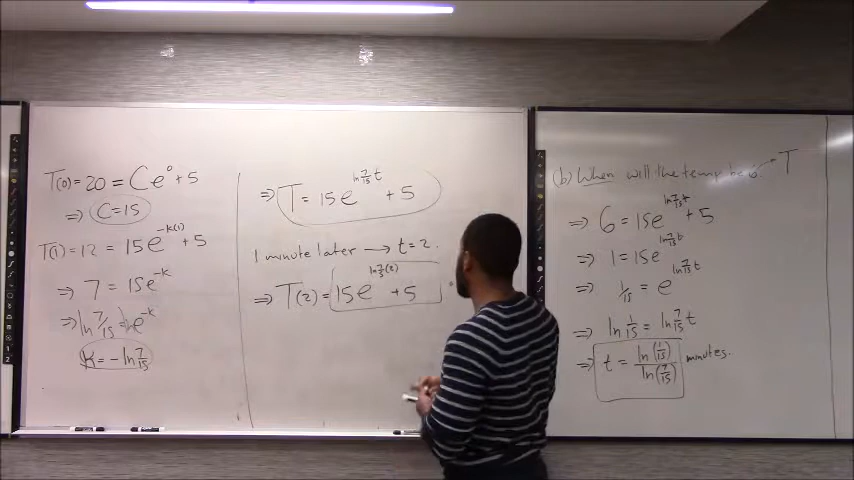 T(0)=20 = Ce⁰+5
⇒ C=15
T(1)=12 = 15e^(-k(1)) +5
⇒ 7 = 15e^(-k)
⇒ ln 7/15 = e^(-k)
k = -ln 7/15
⇒ T = 15e^(ln 7/15 t) + 5
1 minute later → t=2.
⇒ T(2) = 15e^(ln 7/15 (2)) + 5
(b) When will the temp be 6. T
⇒ 6 = 15e^(ln 7/15 t) + 5
⇒ 1 = 15e^(ln 7/15 t)
⇒ 1/15 = e^(ln 7/15 t)
⇒ ln 1/15 = ln 7/15 t
⇒ t = ln(1/15) / ln(7/15) minutes.